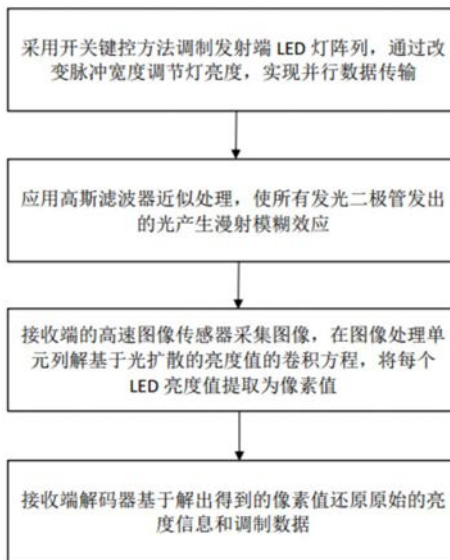 采用开关键控方法调制发射端 LED 灯阵列，通过改
变脉冲宽度调节灯亮度，实现并行数据传输
应用高斯滤波器近似处理，使所有发光二极管发出
的光产生漫射模糊效应
接收端的高速图像传感器采集图像，在图像处理单
元列解基于光扩散的亮度值的卷积方程，将每个
LED 亮度值提取为像素值
接收端解码器基于解出得到的像素值还原原始的亮
度信息和调制数据